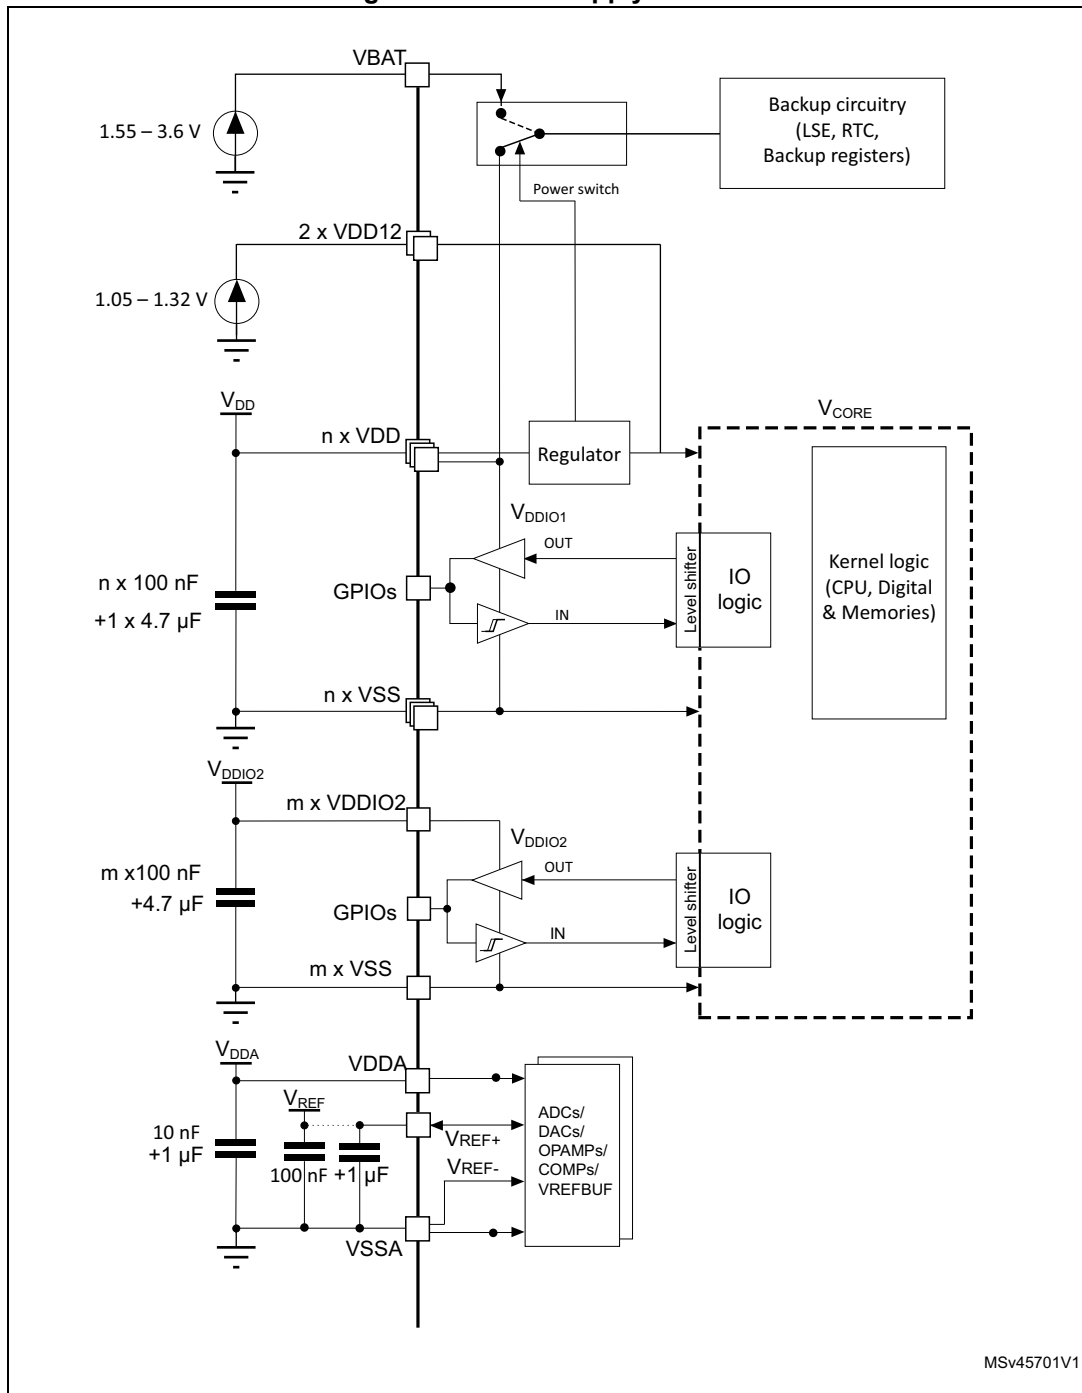 VBAT
1.55 – 3.6 V
Backup circuitry
(LSE, RTC,
Backup registers)
Power switch
2 x VDD12
1.05 – 1.32 V
VDD
n x VDD
Regulator
VCORE
VDDIO1
OUT
n x 100 nF
+1 x 4.7 µF
GPIOs
IN
Level shifter
IO
logic
Kernel logic
(CPU, Digital
& Memories)
n x VSS
VDDIO2
m x VDDIO2
VDDIO2
OUT
m x100 nF
+4.7 µF
GPIOs
IN
Level shifter
IO
logic
m x VSS
VDDA
VDDA
VREF
10 nF
+1 µF
100 nF
+1 µF
VREF+
VREF-
ADCs/
DACs/
OPAMPs/
COMPs/
VREFBUF
VSSA
MSv45701V1